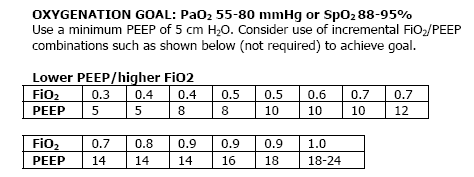 OXYGENATION GOAL: PaO₂ 55-80 mmHg or SpO₂ 88-95%
Use a minimum PEEP of 5 cm H₂O. Consider use of incremental FiO₂/PEEP
combinations such as shown below (not required) to achieve goal.
Lower PEEP/higher FiO2
FiO₂ 0.3 0.4 0.4 0.5 0.5 0.6 0.7 0.7
PEEP 5 5 8 8 10 10 10 12
FiO₂ 0.7 0.8 0.9 0.9 0.9 1.0
PEEP 14 14 14 16 18 18-24